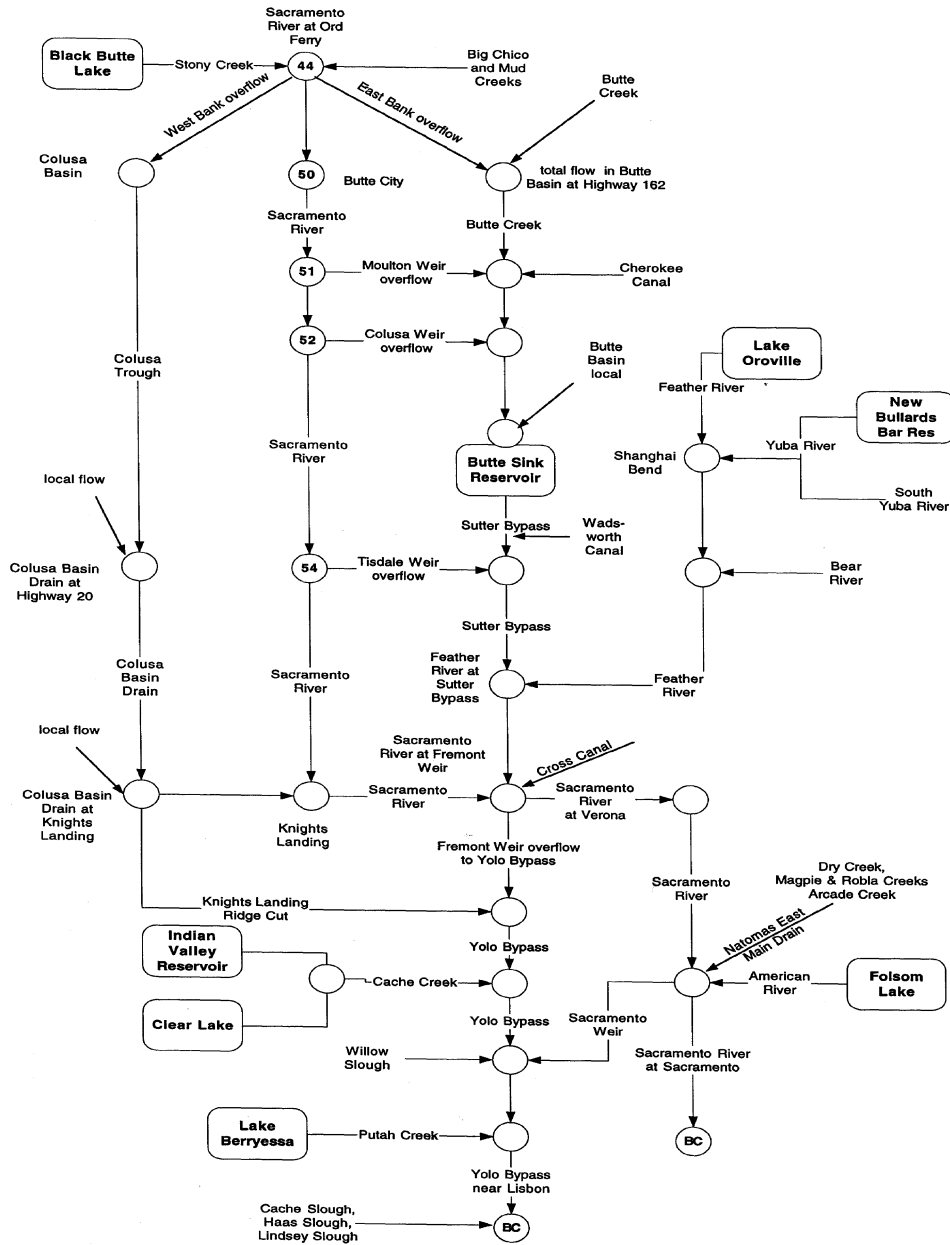 Sacramento
River at Ord
Ferry
Black Butte
Lake
Stony Creek
44
Big Chico
and Mud
Creeks
Butte
Creek
West Bank overflow
East Bank overflow
Colusa
Basin
50
Butte City
total flow in Butte
Basin at Highway 162
Sacramento
River
Butte Creek
51
Moulton Weir
overflow
Cherokee
Canal
52
Colusa Weir
overflow
Butte
Basin
local
Lake
Oroville
Colusa
Trough
Feather River
New
Bullards
Bar Res
Sacramento
River
Butte Sink
Reservoir
Shanghai
Bend
Yuba River
South
Yuba River
local flow
Sutter Bypass
Wads-
worth
Canal
Colusa Basin
Drain at
Highway 20
54
Tisdale Weir
overflow
Bear
River
Sutter Bypass
Colusa
Basin
Drain
Sacramento
River
Feather
River at
Sutter
Bypass
Feather
River
local flow
Sacramento
River at Fremont
Weir
Cross Canal
Colusa Basin
Drain at
Knights
Landing
Knights
Landing
Sacramento
River
Sacramento
River
at Verona
Fremont Weir overflow
to Yolo Bypass
Sacramento
River
Dry Creek,
Magpie & Robla Creeks
Arcade Creek
Knights Landing
Ridge Cut
Natomas East
Main Drain
Indian
Valley
Reservoir
Yolo Bypass
Cache Creek
American
River
Folsom
Lake
Clear Lake
Yolo Bypass
Sacramento
Weir
Willow
Slough
Sacramento River
at Sacramento
Lake
Berryessa
Putah Creek
BC
Yolo Bypass
near Lisbon
Cache Slough,
Haas Slough,
Lindsey Slough
BC